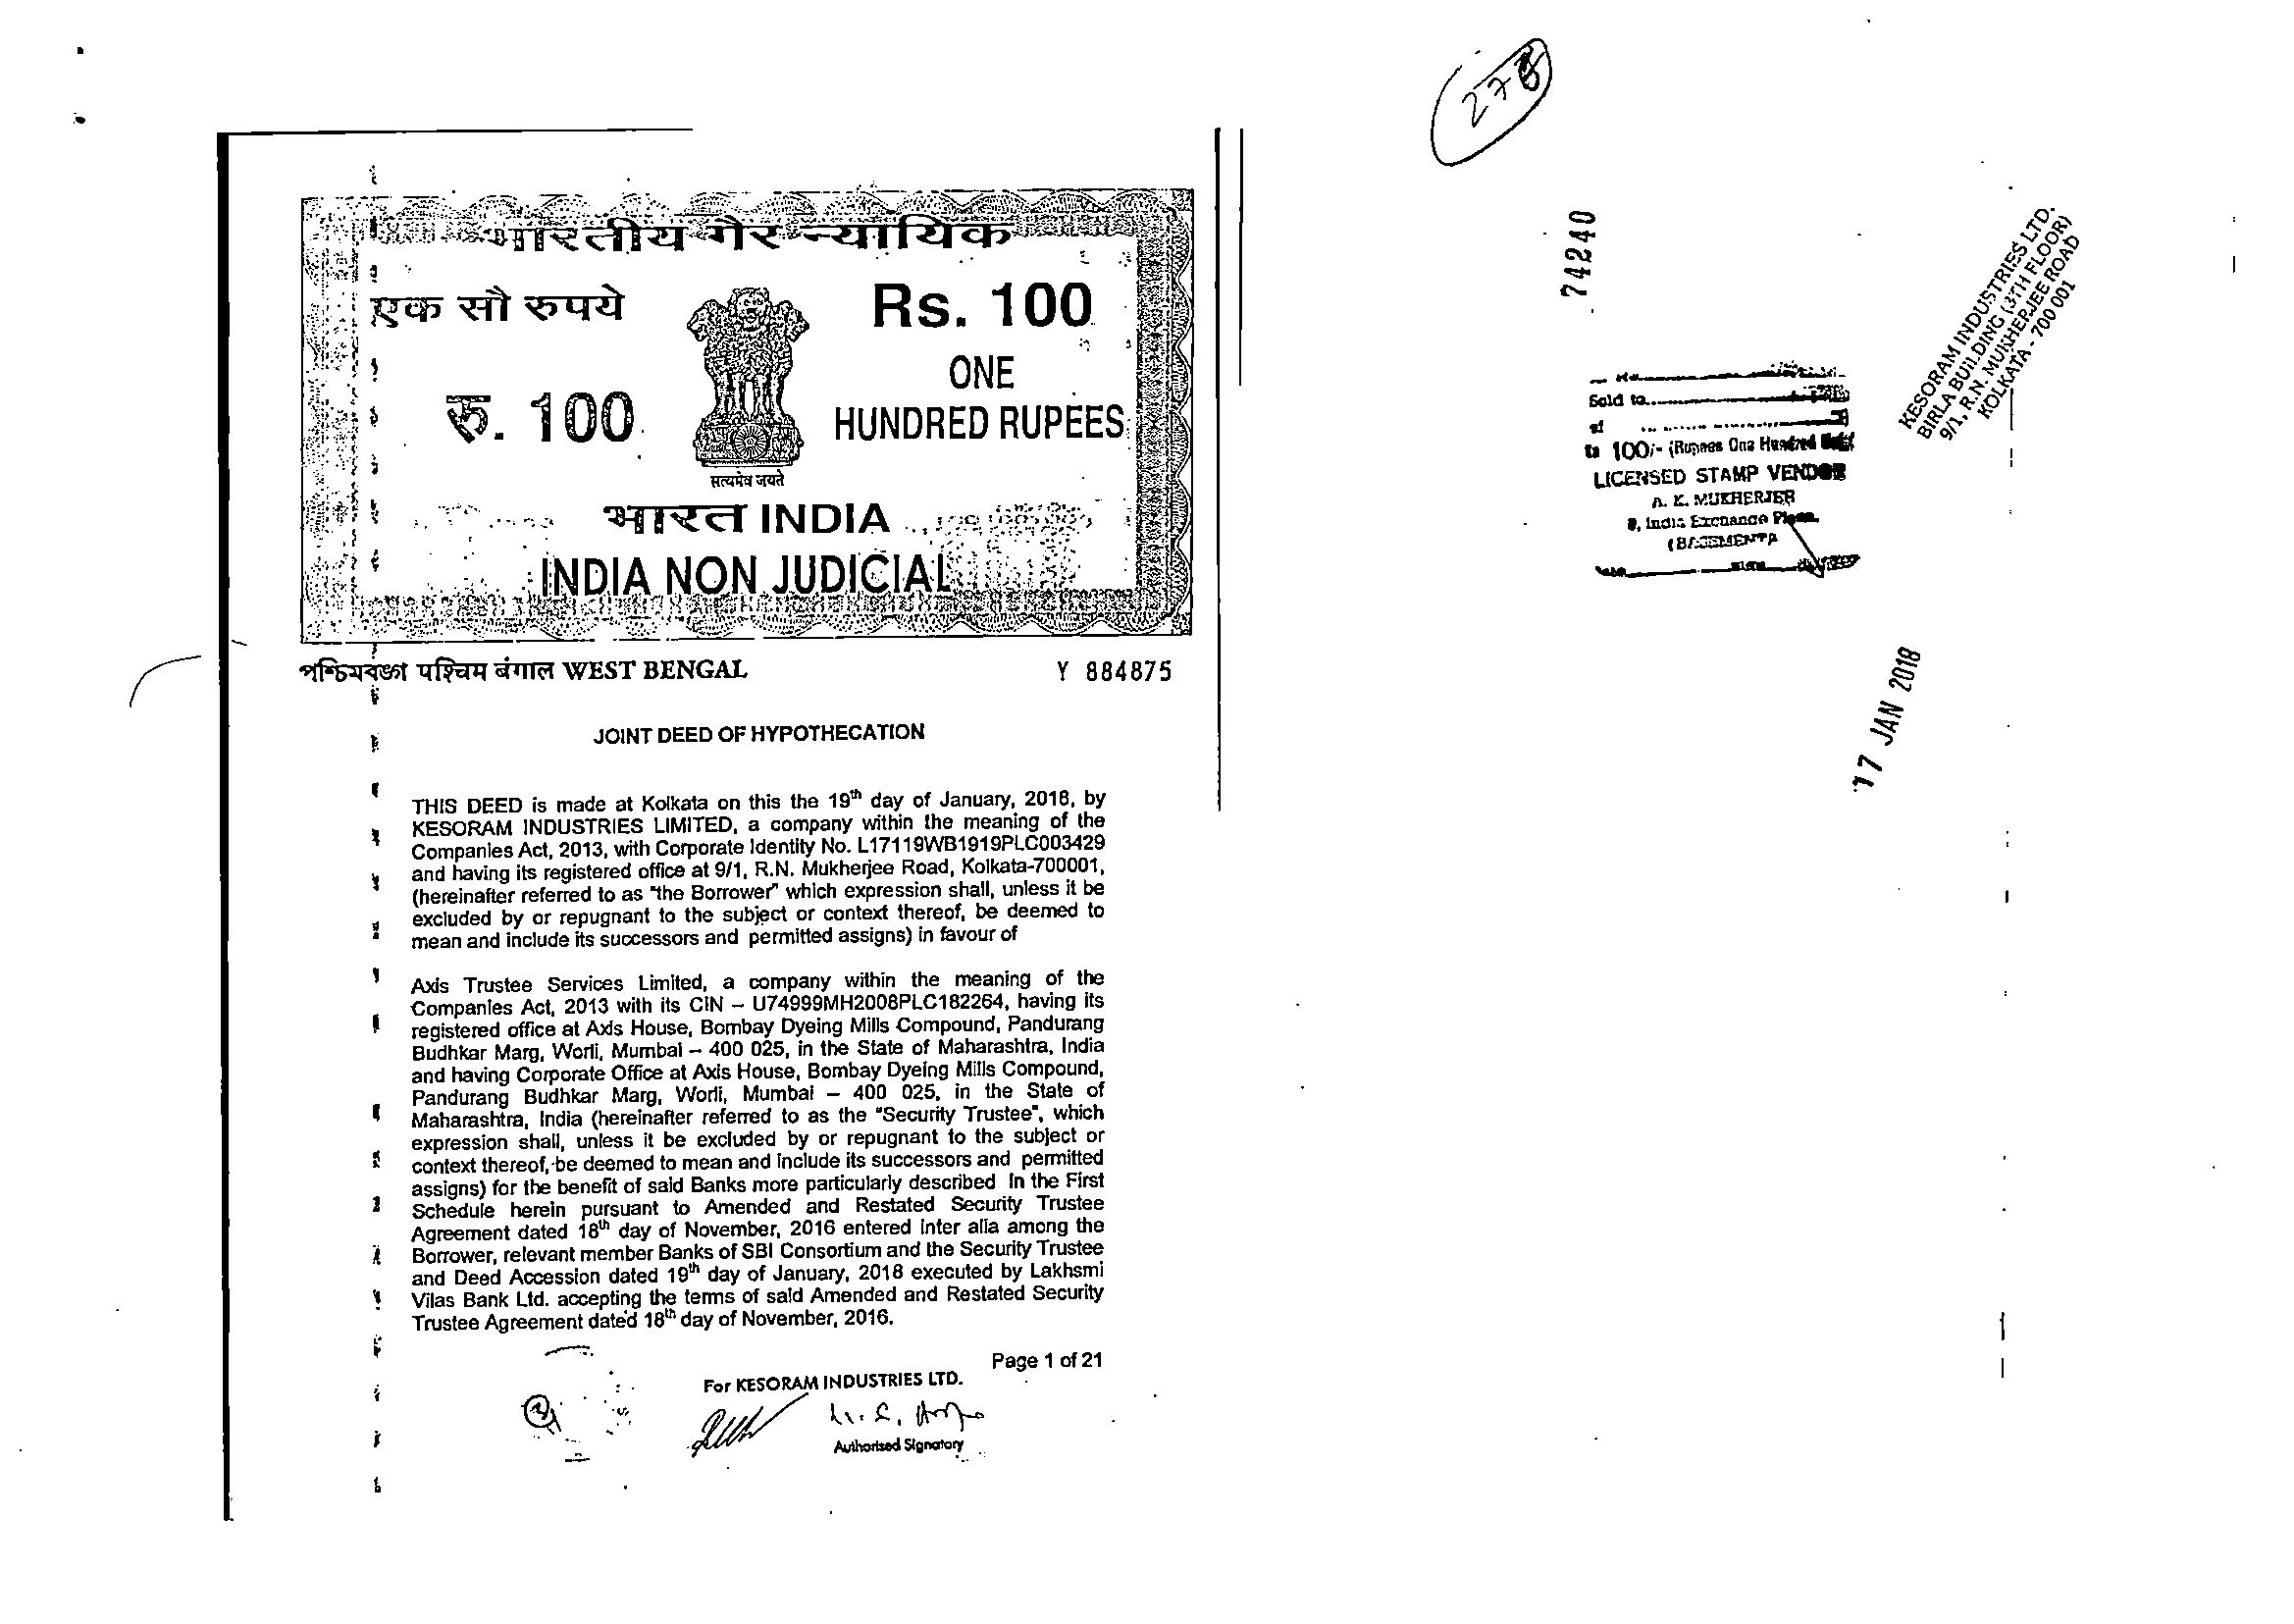 भारतीय गैर न्यायिक
एक सौ रुपये
Rs. 100
रु. 100
ONE
HUNDRED RUPEES
सत्यमेव जयते
भारत INDIA
INDIA NON JUDICIAL
পশ্চিমবঙ্গ पश्चिम बंगाल WEST BENGAL
Y 884875
JOINT DEED OF HYPOTHECATION
THIS DEED is made at Kolkata on this the 19th day of January, 2018, by
KESORAM INDUSTRIES LIMITED, a company within the meaning of the
Companies Act, 2013, with Corporate Identity No. L17119WB1919PLC003429
and having its registered office at 9/1, R.N. Mukherjee Road, Kolkata-700001,
(hereinafter referred to as "the Borrower" which expression shall, unless it be
excluded by or repugnant to the subject or context thereof, be deemed to
mean and include its successors and permitted assigns) in favour of
Axis Trustee Services Limited, a company within the meaning of the
Companies Act, 2013 with its CIN – U74999MH2008PLC182264, having its
registered office at Axis House, Bombay Dyeing Mills Compound, Pandurang
Budhkar Marg, Worli, Mumbai – 400 025, in the State of Maharashtra, India
and having Corporate Office at Axis House, Bombay Dyeing Mills Compound,
Pandurang Budhkar Marg, Worli, Mumbai – 400 025, in the State of
Maharashtra, India (hereinafter referred to as the "Security Trustee", which
expression shall, unless it be excluded by or repugnant to the subject or
context thereof, be deemed to mean and include its successors and permitted
assigns) for the benefit of said Banks more particularly described In the First
Schedule herein pursuant to Amended and Restated Security Trustee
Agreement dated 18th day of November, 2016 entered inter alia among the
Borrower, relevant member Banks of SBI Consortium and the Security Trustee
and Deed Accession dated 19th day of January, 2018 executed by Lakhsmi
Vilas Bank Ltd. accepting the terms of said Amended and Restated Security
Trustee Agreement dated 18th day of November, 2016.
Page 1 of 21
For KESORAM INDUSTRIES LTD.
Authorised Signatory
74240
KESORAM INDUSTRIES LTD.
BIRLA BUILDING FLOOR)
9/1, R.N. MUKHERJEE ROAD
KOLKATA - 700 001
Sold to
of
100/- (Rupees One Hundred
LICENSED STAMP VENDOR
A. K. MUKHERJEE
India Exchange Place.
(BASEMENT)
17 JAN 2018